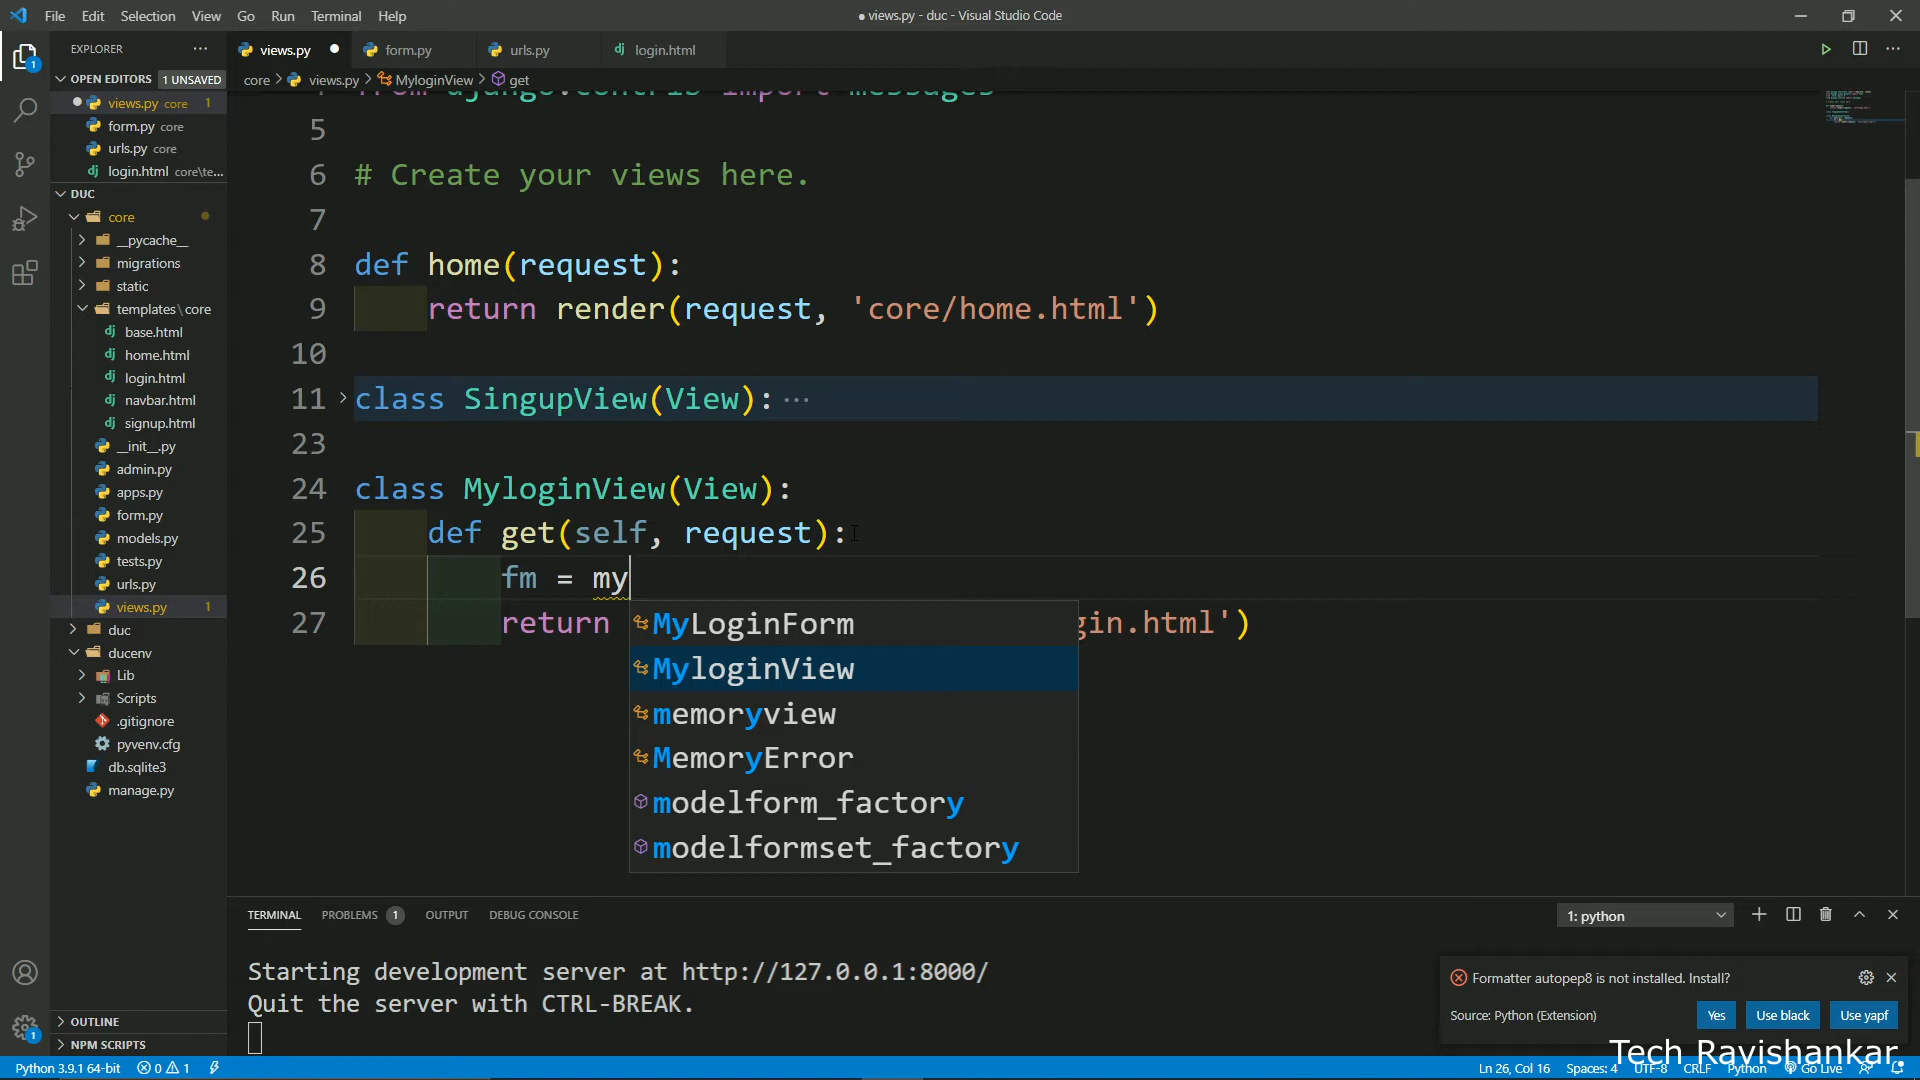 File Edit Selection View Go Run Terminal Help
● views.py - duc - Visual Studio Code
EXPLORER
views.py form.py urls.py login.html
OPEN EDITORS 1 UNSAVED
core > views.py > MyloginView > get
views.py core 1
form.py core
urls.py core
login.html core\te...
DUC
core
__pycache__
migrations
static
templates\core
base.html
home.html
login.html
navbar.html
signup.html
__init__.py
admin.py
apps.py
form.py
models.py
tests.py
urls.py
views.py 1
duc
ducenv
Lib
Scripts
.gitignore
pyvenv.cfg
db.sqlite3
manage.py
OUTLINE
NPM SCRIPTS
from django.contrib import messages
5
6 # Create your views here.
7
8 def home(request):
9 return render(request, 'core/home.html')
10
11 class SingupView(View): ...
23
24 class MyloginView(View):
25 def get(self, request):
26 fm = my
27 return gin.html')
MyLoginForm
MyloginView
memoryview
MemoryError
modelform_factory
modelformset_factory
TERMINAL PROBLEMS 1 OUTPUT DEBUG CONSOLE
1: python
Starting development server at http://127.0.0.1:8000/
Quit the server with CTRL-BREAK.
Formatter autopep8 is not installed. Install?
Source: Python (Extension)
Yes Use black Use yapf
Tech Ravishankar
Python 3.9.1 64-bit 0 1
Ln 26, Col 16 Spaces: 4 UTF-8 CRLF Python Go Live
1
1